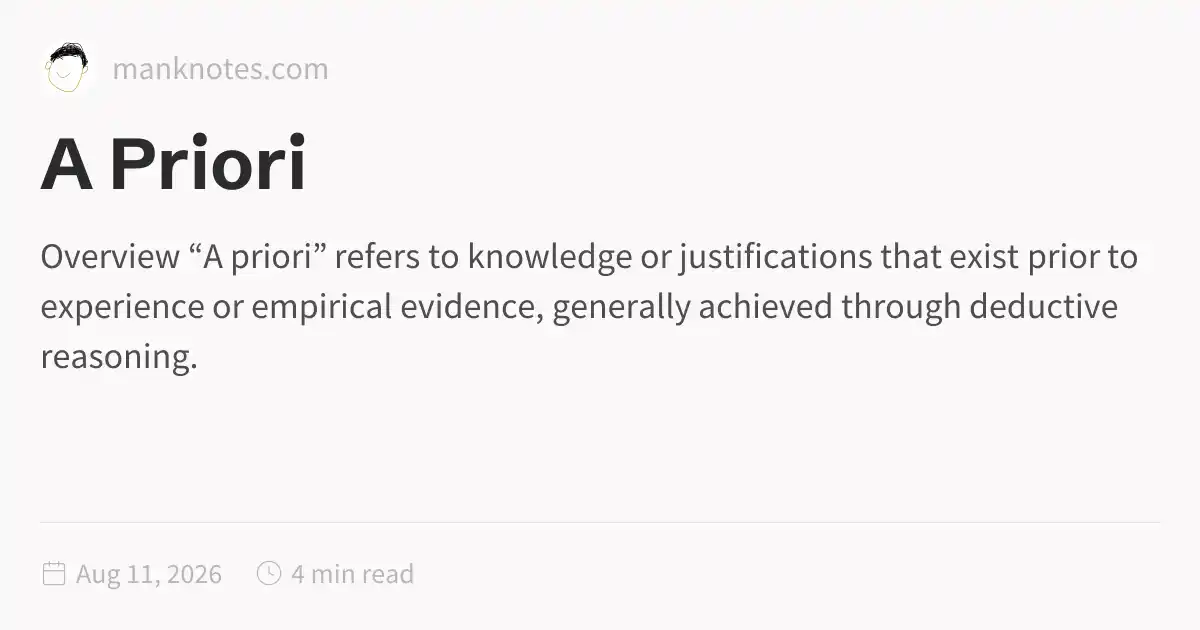 manknotes.com
A Priori
Overview “A priori” refers to knowledge or justifications that exist prior to
experience or empirical evidence, generally achieved through deductive
reasoning.
Aug 11, 2026 4 min read